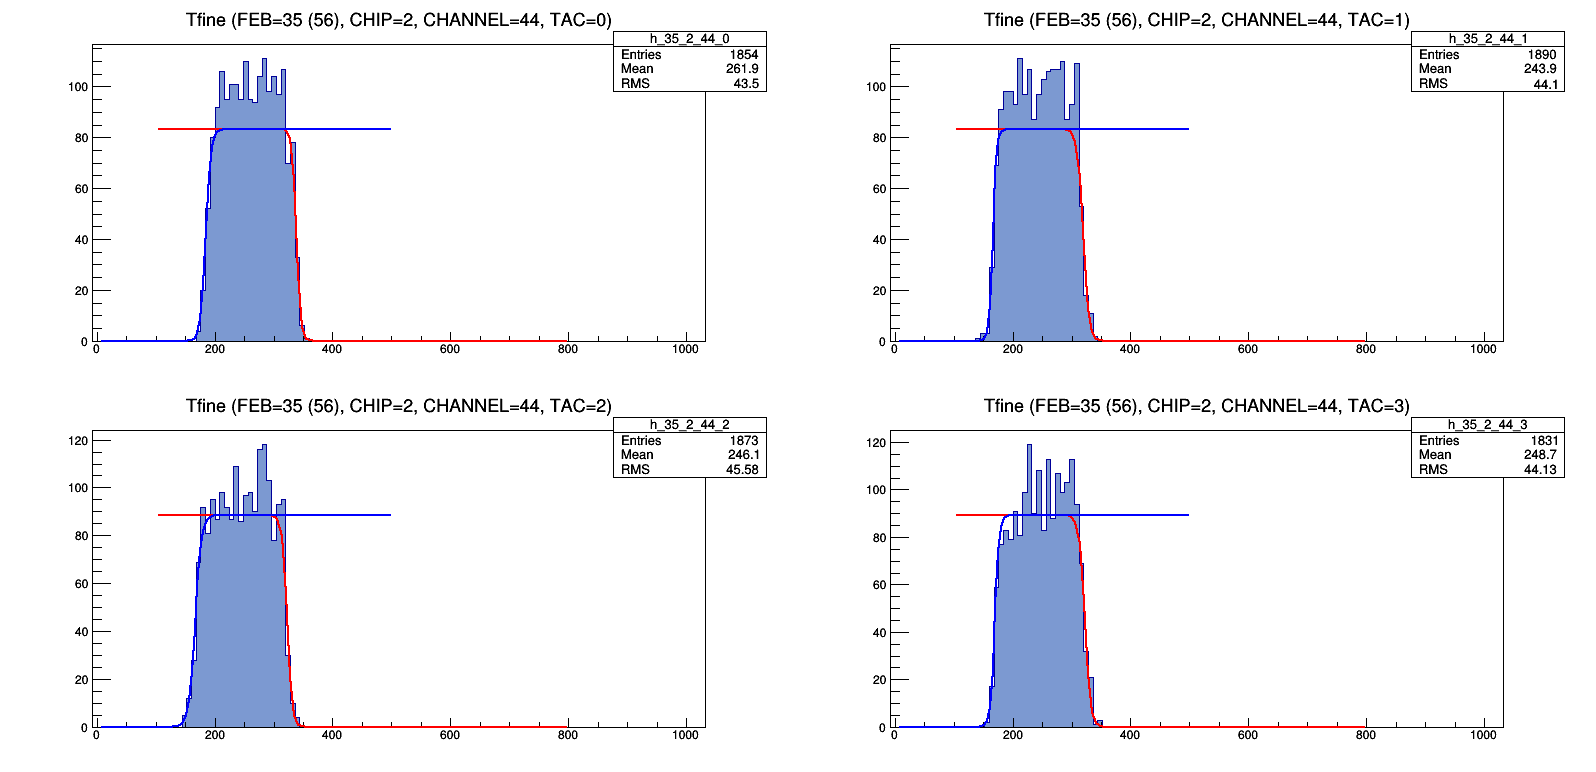 Tfine (FEB=35 (56), CHIP=2, CHANNEL=44, TAC=0)
h_35_2_44_0
Entries 1854
Mean 261.9
RMS 43.5
100
80
60
40
20
0
0 200 400 600 800 1000
Tfine (FEB=35 (56), CHIP=2, CHANNEL=44, TAC=1)
h_35_2_44_1
Entries 1890
Mean 243.9
RMS 44.1
100
80
60
40
20
0
0 200 400 600 800 1000
Tfine (FEB=35 (56), CHIP=2, CHANNEL=44, TAC=2)
h_35_2_44_2
Entries 1873
Mean 246.1
RMS 45.58
120
100
80
60
40
20
0
0 200 400 600 800 1000
Tfine (FEB=35 (56), CHIP=2, CHANNEL=44, TAC=3)
h_35_2_44_3
Entries 1831
Mean 248.7
RMS 44.13
120
100
80
60
40
20
0
0 200 400 600 800 1000